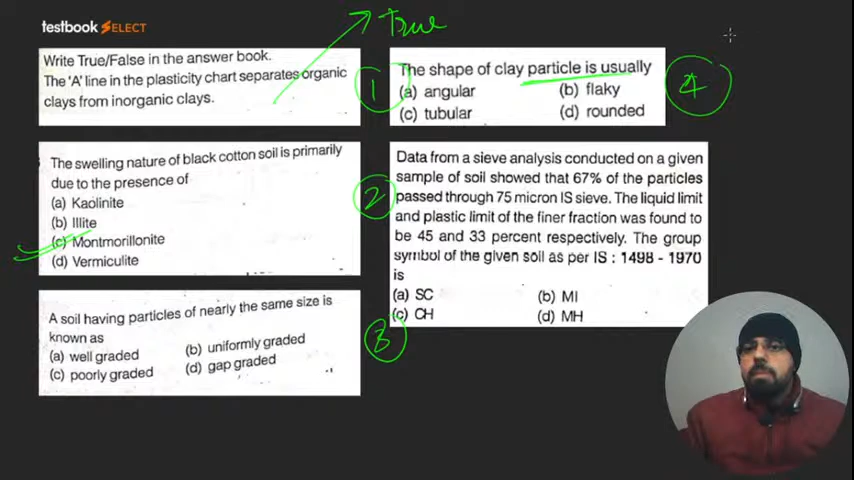 testbook SELECT
True
Write True/False in the answer book.
The 'A' line in the plasticity chart separates organic
clays from inorganic clays.
1
The swelling nature of black cotton soil is primarily
due to the presence of
(a) Kaolinite
(b) Illite
(c) Montmorillonite
(d) Vermiculite
2
A soil having particles of nearly the same size is
known as
(a) well graded (b) uniformly graded
(c) poorly graded (d) gap graded
3
The shape of clay particle is usually
(a) angular (b) flaky
(c) tubular (d) rounded
4
Data from a sieve analysis conducted on a given
sample of soil showed that 67% of the particles
passed through 75 micron IS sieve. The liquid limit
and plastic limit of the finer fraction was found to
be 45 and 33 percent respectively. The group
symbol of the given soil as per IS : 1498 - 1970
is
(a) SC (b) MI
(c) CH (d) MH